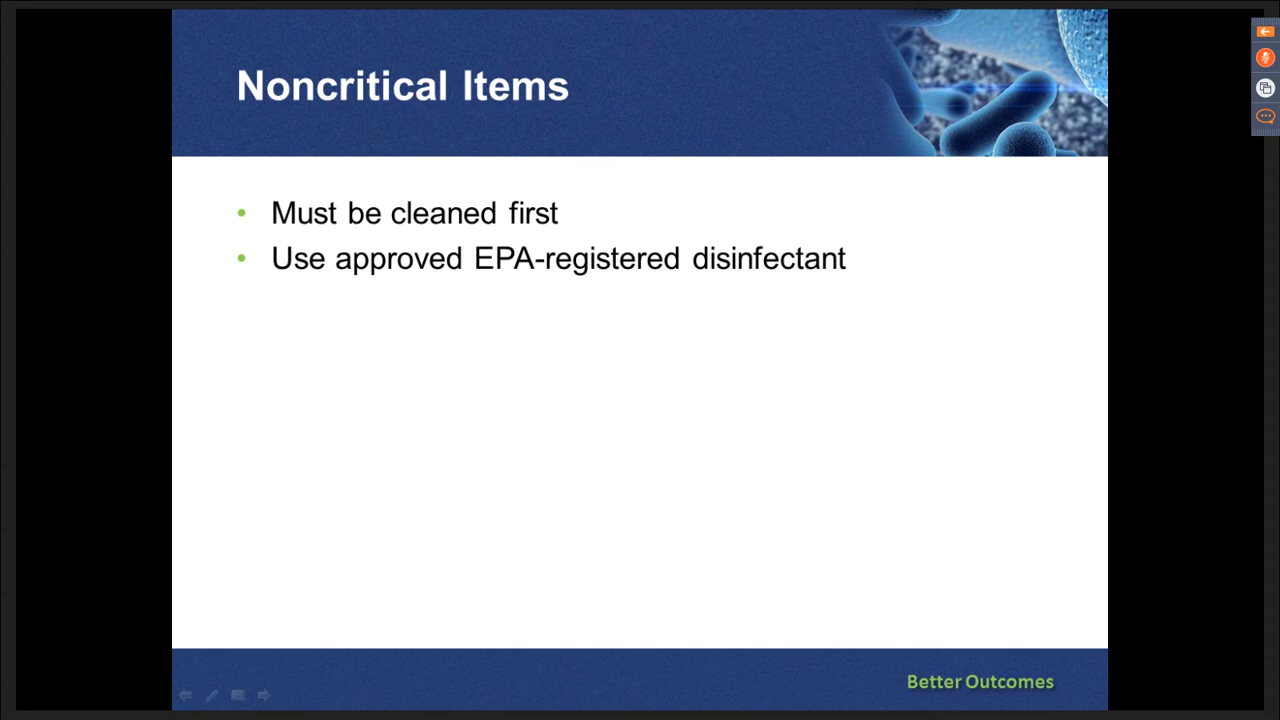 Noncritical Items
• Must be cleaned first
• Use approved EPA-registered disinfectant
Better Outcomes